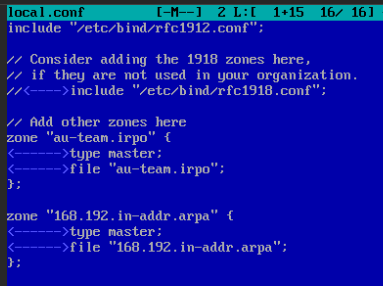 local.conf [-M--] 2 L:[ 1+15 16/ 16]
include "/etc/bind/rfc1912.conf";
// Consider adding the 1918 zones here,
// if they are not used in your organization.
//<---->include "/etc/bind/rfc1918.conf";
// Add other zones here
zone "au-team.irpo" {
<------>type master;
<------>file "au-team.irpo";
};
zone "168.192.in-addr.arpa" {
<------>type master;
<------>file "168.192.in-addr.arpa";
};